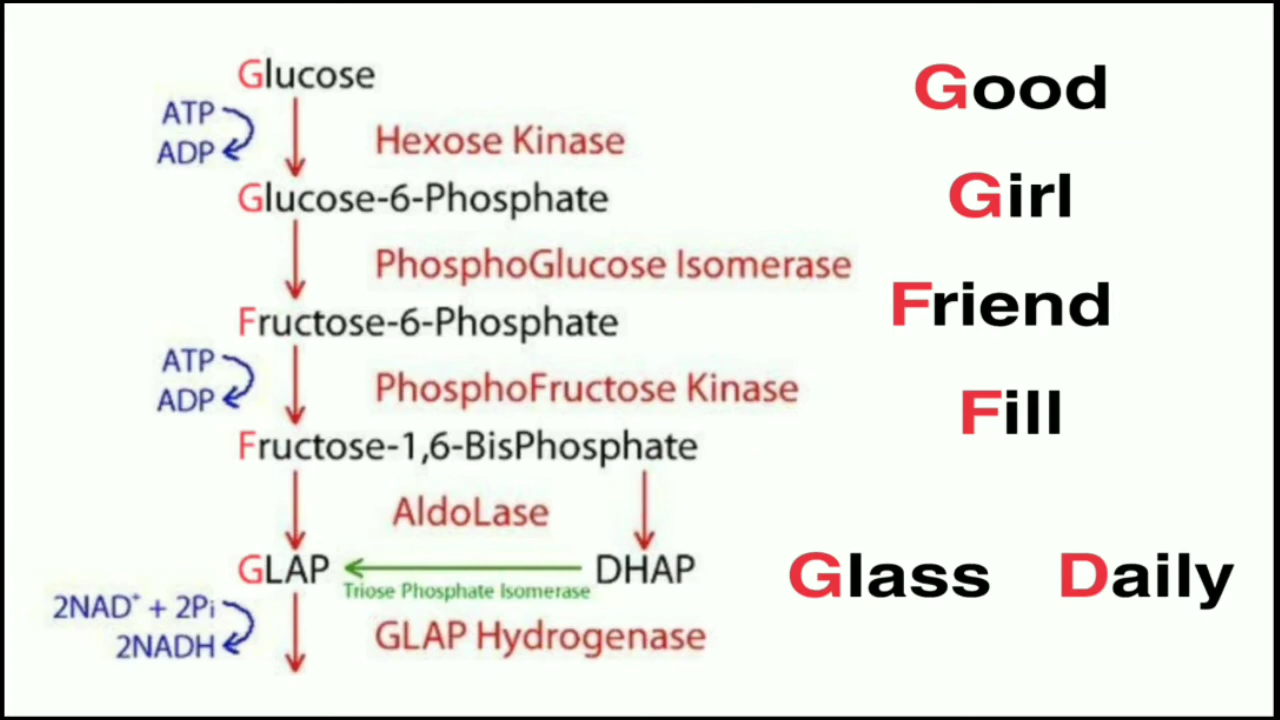 Glucose
ATP
ADP
Hexose Kinase
Glucose-6-Phosphate
PhosphoGlucose Isomerase
Fructose-6-Phosphate
ATP
ADP
PhosphoFructose Kinase
Fructose-1,6-BisPhosphate
AldoLase
GLAP
DHAP
Triose Phosphate Isomerase
2NAD⁺ + 2Pi
2NADH
GLAP Hydrogenase
Good
Girl
Friend
Fill
Glass Daily